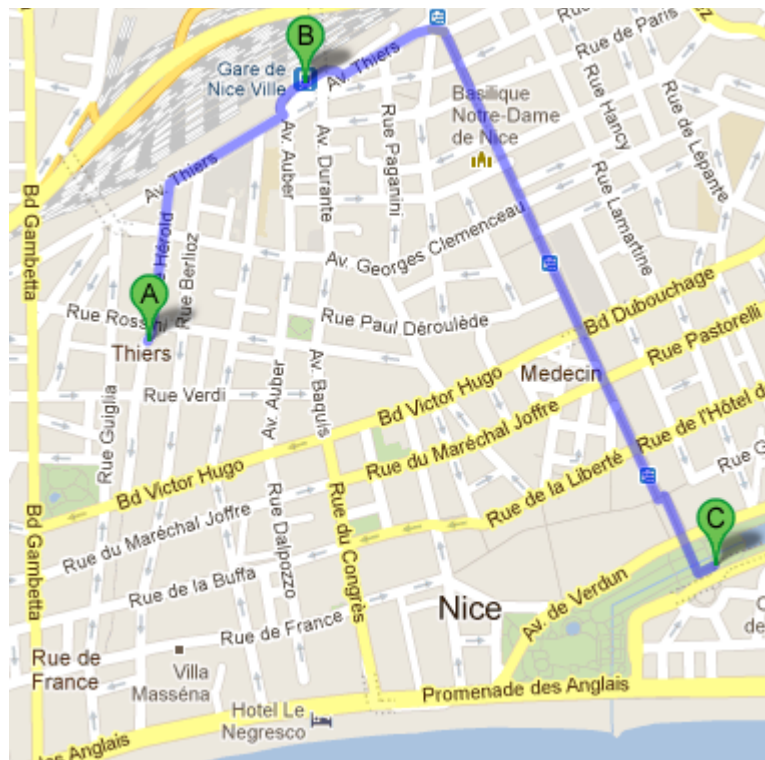 B
Gare de
Nice Ville
Av. Thiers
Rue de Paris
Basilique
Notre-Dame
de Nice
Rue Hancy
Rue de Lépante
Av. Auber
Av. Durante
Rue Paganini
Av. Thiers
Bd Gambetta
Hérold
Rue Berlioz
Rue Lamartine
Av. Georges Clemenceau
A
Rue Ross
Thiers
Rue Paul Déroulède
Bd Dubouchage
Rue Pastorelli
Medecin
Rue Verdi
Av. Auber
Av. Baquis
Rue Guiglia
Bd Victor Hugo
Rue du Maréchal Joffre
Rue de l'Hôtel d
Bd Victor Hugo
Rue de la Liberté
Rue G
Bd Gambetta
Rue du Maréchal Joffre
Rue Dalpozzo
Rue du Congrès
C
Rue de la Buffa
Av. de Verdun
Nice
Rue de France
Rue de
France
Villa
Masséna
C
de
Promenade des Anglais
Hotel Le
Negresco
les Anglais